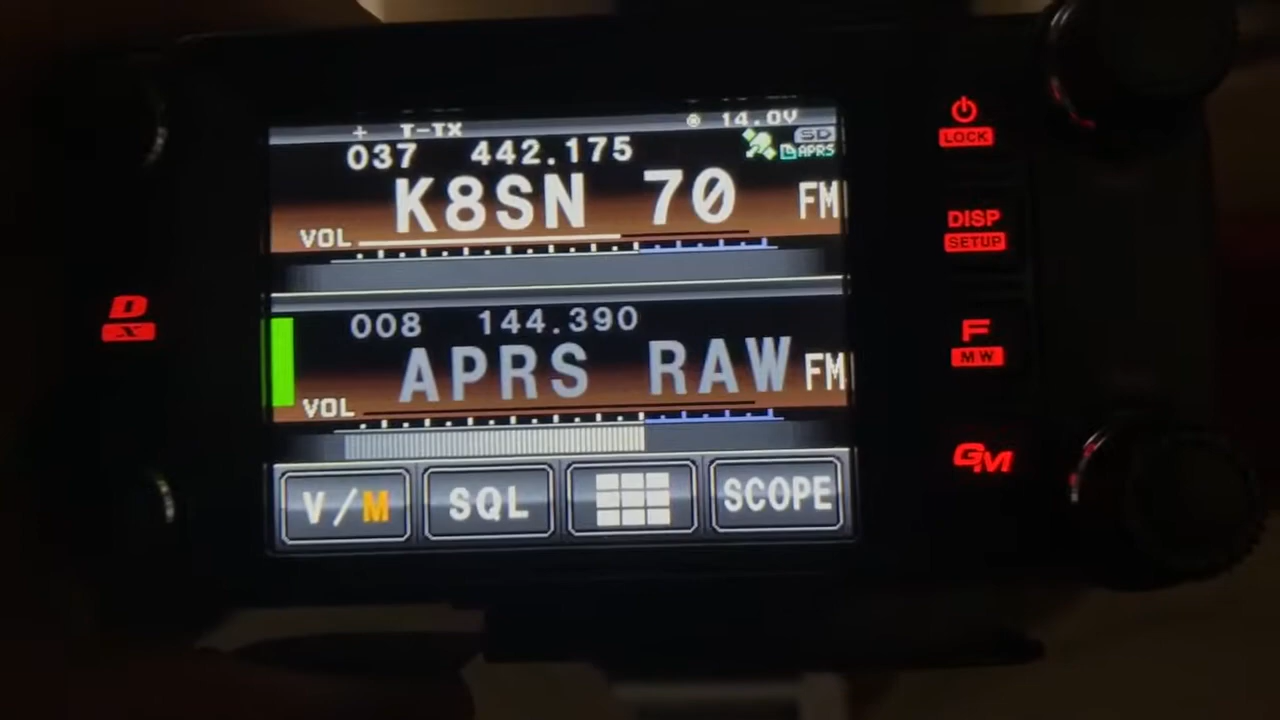 + T-TX 14.0V
037 442.175 SD APRS
K8SN 70 FM
VOL
008 144.390
APRS RAW FM
VOL
V/M SQL SCOPE
D
X
LOCK
DISP
SETUP
F
MW
GM